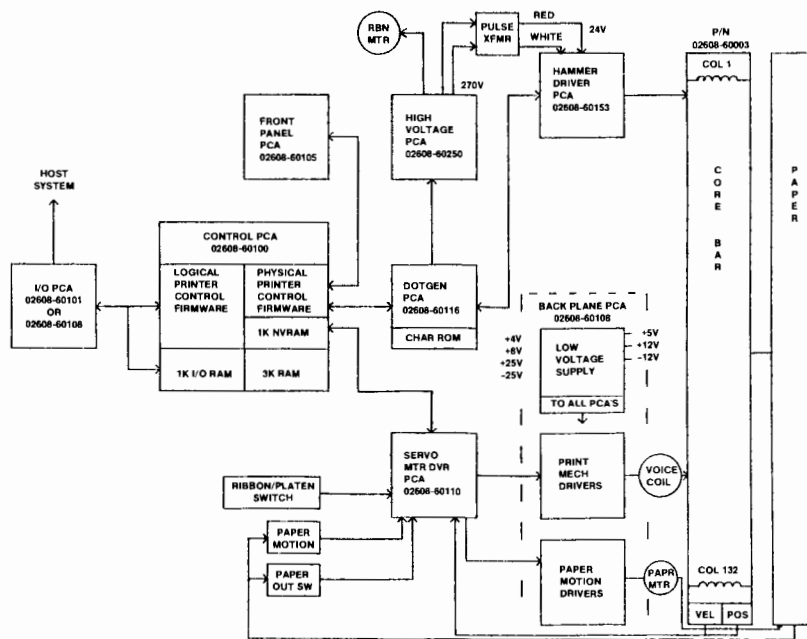 RBN
MTR
PULSE
XFMR
RED
WHITE
24V
270V
P/N
02608-60003
COL 1
HAMMER
DRIVER
PCA
02608-60153
HIGH
VOLTAGE
PCA
02608-60250
FRONT
PANEL
PCA
02608-60105
CORE BAR
PAPER
HOST
SYSTEM
CONTROL PCA
02608-60100
I/O PCA
02608-60101
OR
02608-60108
LOGICAL
PRINTER
CONTROL
FIRMWARE
PHYSICAL
PRINTER
CONTROL
FIRMWARE
1K NVRAM
1K I/O RAM
3K RAM
DOTGEN
PCA
02608-60116
CHAR ROM
BACK PLANE PCA
02608-60108
+4V
+6V
+25V
-25V
LOW
VOLTAGE
SUPPLY
+5V
+12V
-12V
TO ALL PCA'S
SERVO
MTR DVR
PCA
02608-60110
PRINT
MECH
DRIVERS
VOICE
COIL
RIBBON/PLATEN
SWITCH
PAPER
MOTION
PAPER
OUT SW
PAPER
MOTION
DRIVERS
PAPR
MTR
COL 132
VEL
POS